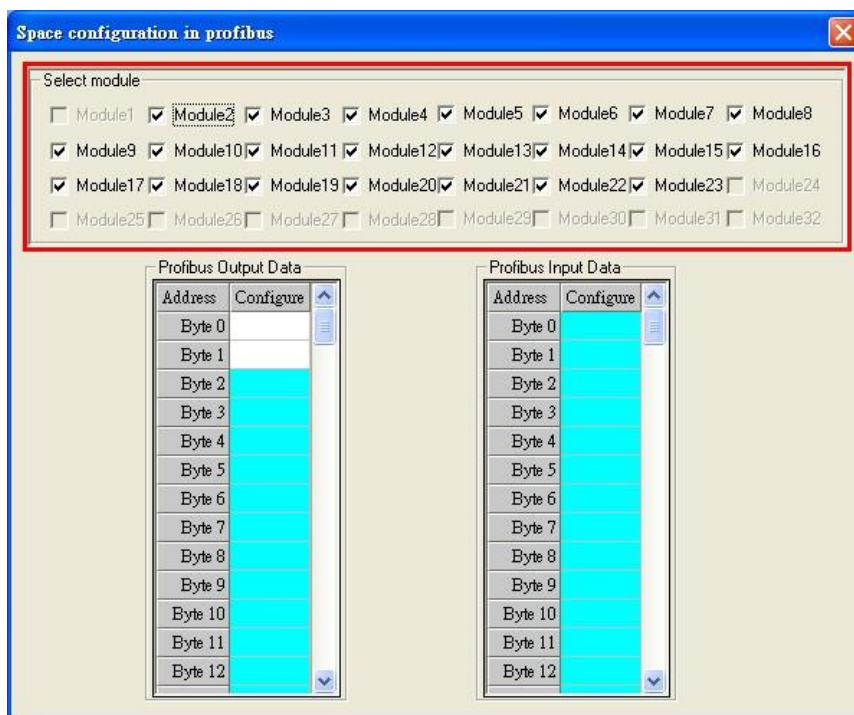 Space configuration in profibus
Select module
Module1 Module2 Module3 Module4 Module5 Module6 Module7 Module8
Module9 Module10 Module11 Module12 Module13 Module14 Module15 Module16
Module17 Module18 Module19 Module20 Module21 Module22 Module23 Module24
Module25 Module26 Module27 Module28 Module29 Module30 Module31 Module32
Profibus Output Data
Address Configure
Byte 0
Byte 1
Byte 2
Byte 3
Byte 4
Byte 5
Byte 6
Byte 7
Byte 8
Byte 9
Byte 10
Byte 11
Byte 12
Profibus Input Data
Address Configure
Byte 0
Byte 1
Byte 2
Byte 3
Byte 4
Byte 5
Byte 6
Byte 7
Byte 8
Byte 9
Byte 10
Byte 11
Byte 12